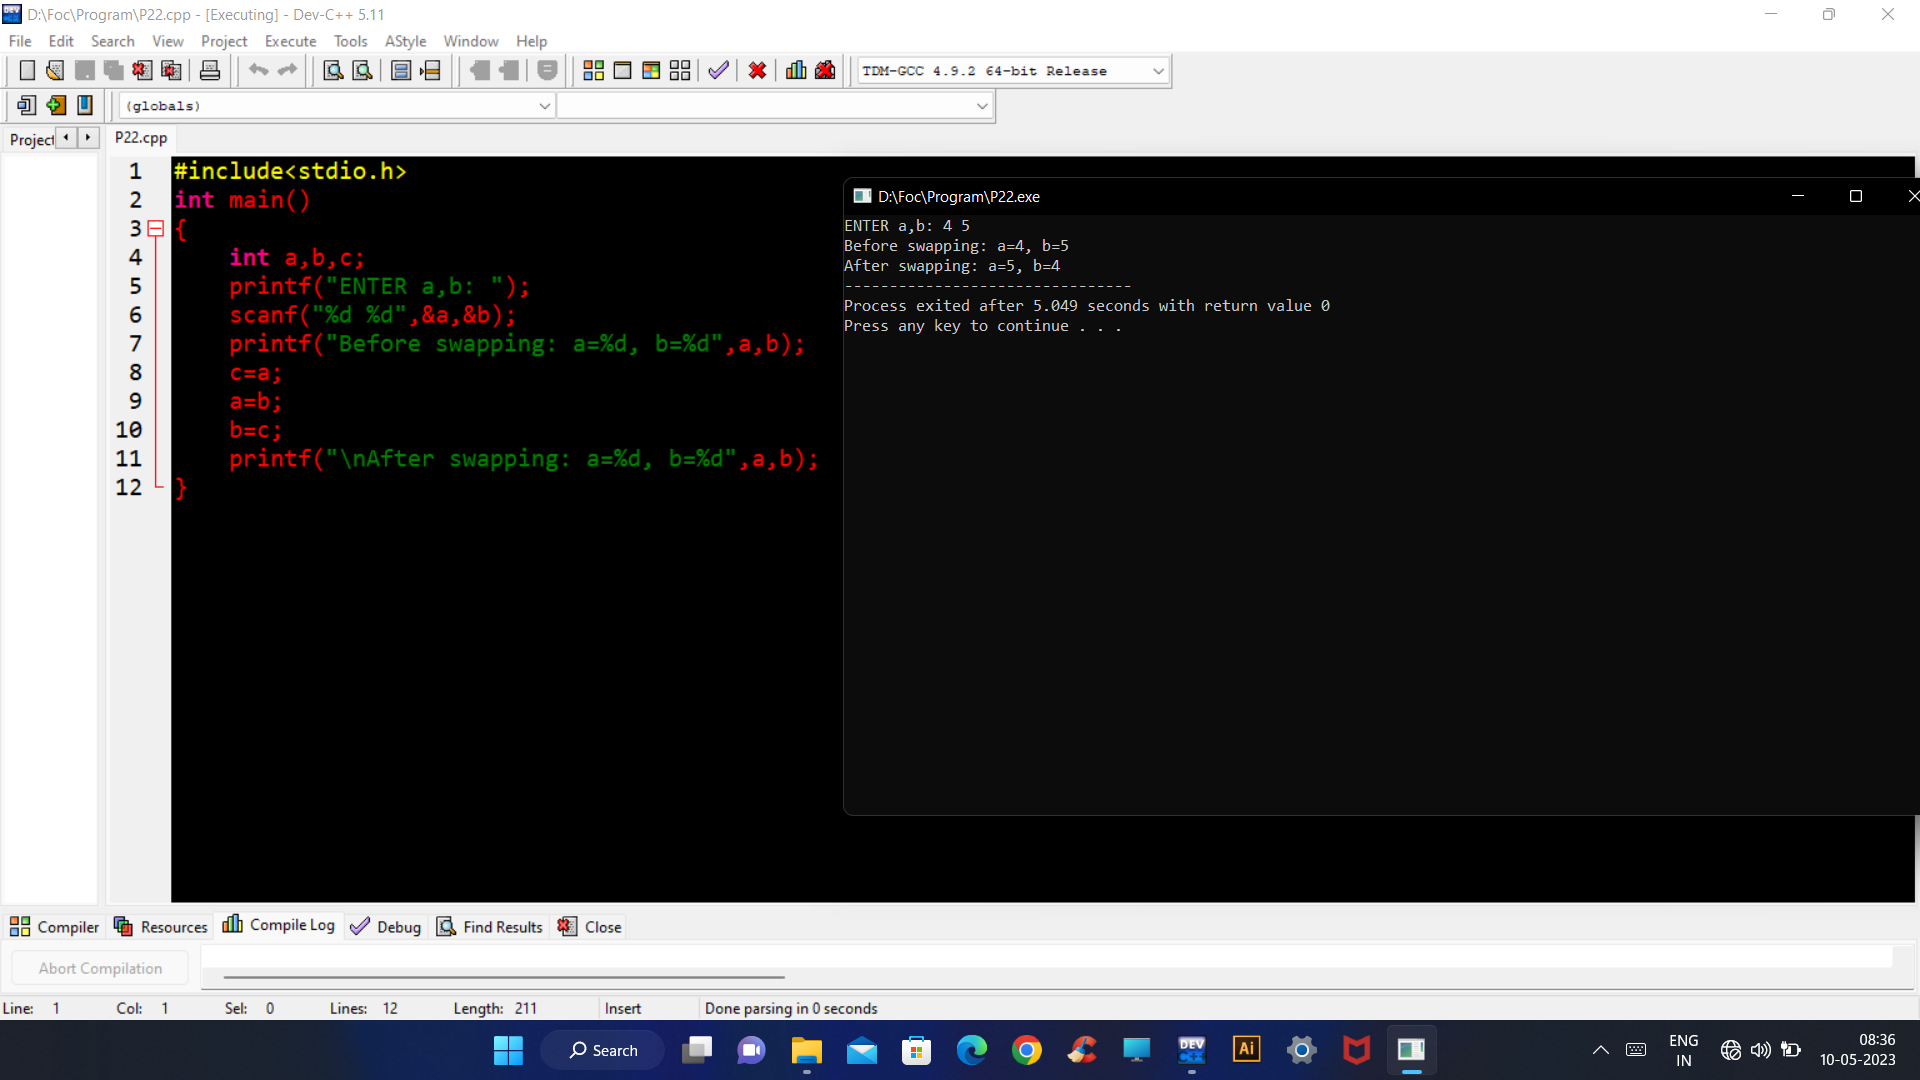 D:\Foc\Program\P22.cpp - [Executing] - Dev-C++ 5.11
File Edit Search View Project Execute Tools AStyle Window Help
TDM-GCC 4.9.2 64-bit Release
(globals)
Project
P22.cpp
1 #include<stdio.h>
2 int main()
3 {
4 int a,b,c;
5 printf("ENTER a,b: ");
6 scanf("%d %d",&a,&b);
7 printf("Before swapping: a=%d, b=%d",a,b);
8 c=a;
9 a=b;
10 b=c;
11 printf("\nAfter swapping: a=%d, b=%d",a,b);
12 }
D:\Foc\Program\P22.exe
ENTER a,b: 4 5
Before swapping: a=4, b=5
After swapping: a=5, b=4
--------------------------------
Process exited after 5.049 seconds with return value 0
Press any key to continue . . .
Compiler Resources Compile Log Debug Find Results Close
Abort Compilation
Line: 1 Col: 1 Sel: 0 Lines: 12 Length: 211 Insert Done parsing in 0 seconds
Search
DEV
C++
Ai
ENG
IN
08:36
10-05-2023